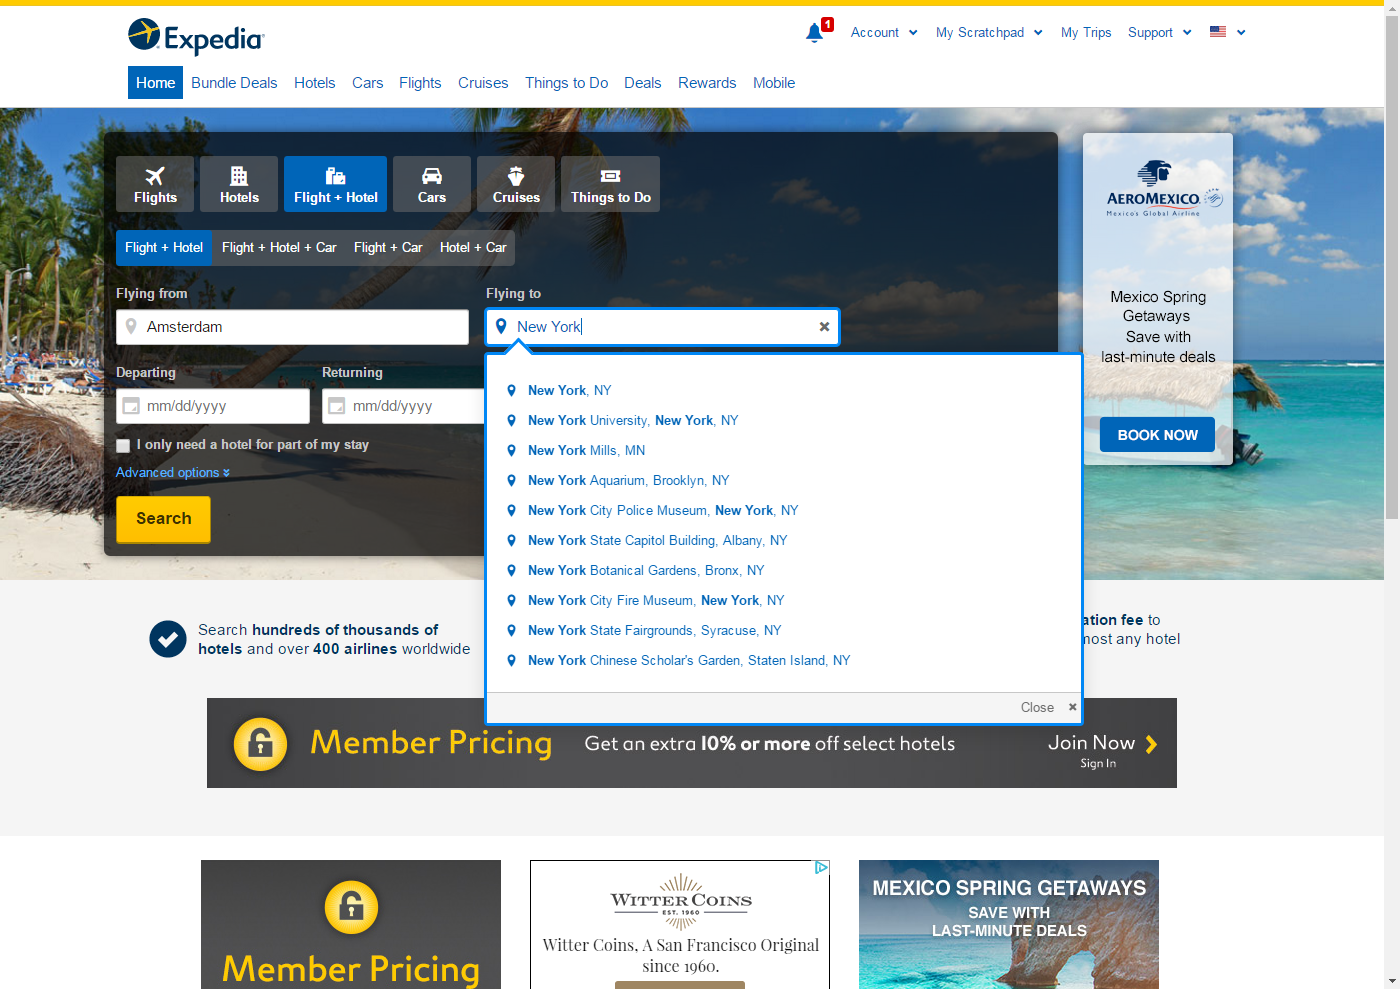 Expedia
1
Account
My Scratchpad
My Trips
Support
Home
Bundle Deals
Hotels
Cars
Flights
Cruises
Things to Do
Deals
Rewards
Mobile
Flights
Hotels
Flight + Hotel
Cars
Cruises
Things to Do
Flight + Hotel
Flight + Hotel + Car
Flight + Car
Hotel + Car
Flying from
Flying to
Amsterdam
New York
Departing
Returning
mm/dd/yyyy
mm/dd/yyyy
I only need a hotel for part of my stay
Advanced options
Search
New York, NY
New York University, New York, NY
New York Mills, MN
New York Aquarium, Brooklyn, NY
New York City Police Museum, New York, NY
New York State Capitol Building, Albany, NY
New York Botanical Gardens, Bronx, NY
New York City Fire Museum, New York, NY
New York State Fairgrounds, Syracuse, NY
New York Chinese Scholar's Garden, Staten Island, NY
Close
AEROMEXICO
Mexico's Global Airline
Mexico Spring
Getaways
Save with
last-minute deals
BOOK NOW
Search hundreds of thousands of
hotels and over 400 airlines worldwide
ation fee to
most any hotel
Member Pricing
Get an extra 10% or more off select hotels
Join Now
Sign In
Member Pricing
WITTER COINS
EST. 1960
Witter Coins, A San Francisco Original
since 1960.
MEXICO SPRING GETAWAYS
SAVE WITH
LAST-MINUTE DEALS